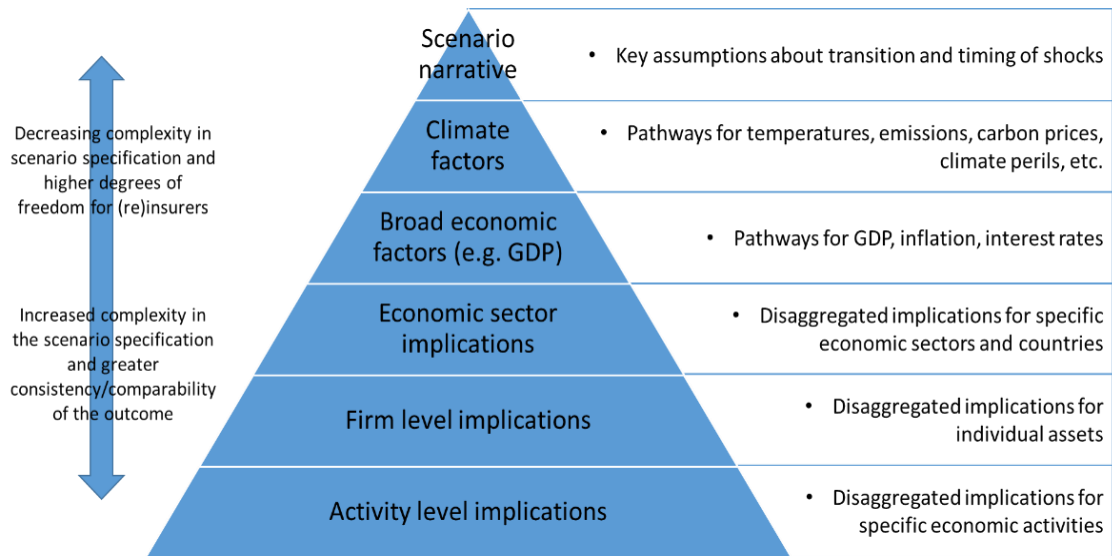 Scenario
narrative
• Key assumptions about transition and timing of shocks
Decreasing complexity in
scenario specification and
higher degrees of
freedom for (re)insurers
Climate
factors
• Pathways for temperatures, emissions, carbon prices,
climate perils, etc.
Broad economic
factors (e.g. GDP)
• Pathways for GDP, inflation, interest rates
Increased complexity in
the scenario specification
and greater
consistency/comparability
of the outcome
Economic sector
implications
• Disaggregated implications for specific
economic sectors and countries
Firm level implications
• Disaggregated implications for
individual assets
Activity level implications
• Disaggregated implications for
specific economic activities